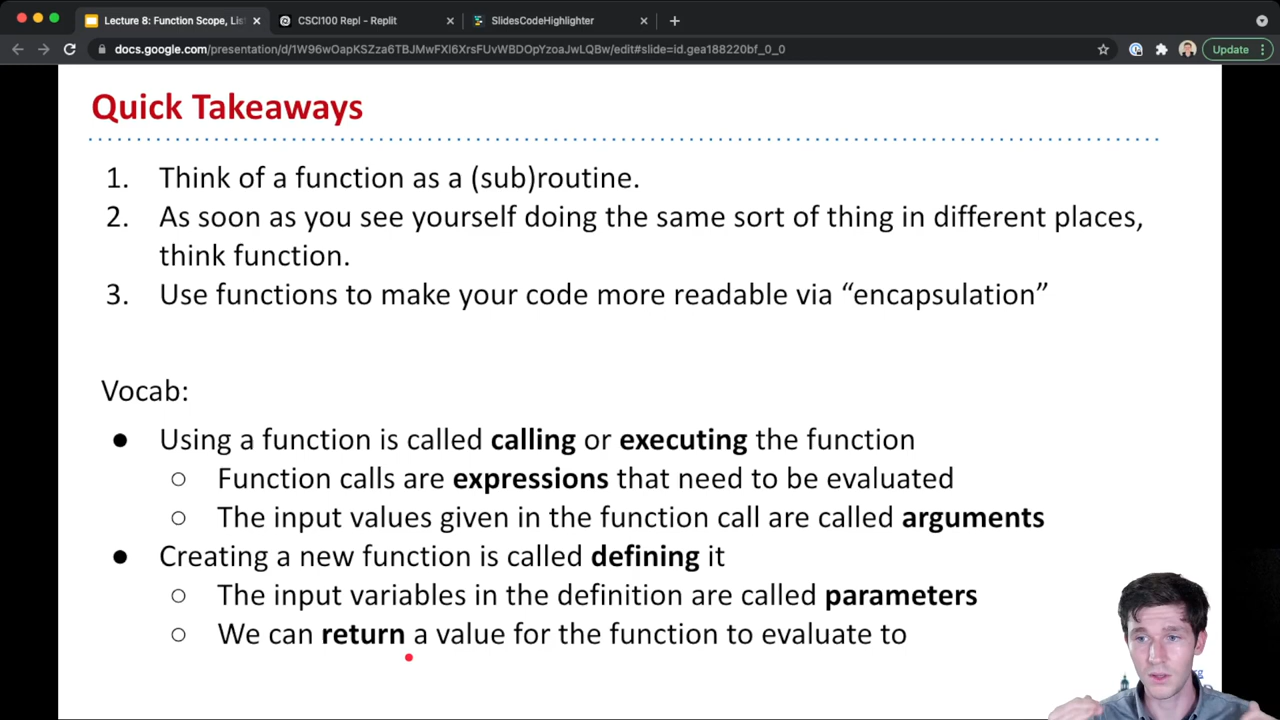 Lecture 8: Function Scope, Lis
CSCI100 Repl - Replit
SlidesCodeHighlighter
docs.google.com/presentation/d/1W96wOapKSZza6TBJMwFXl6XrsFUvWBDOpYzoaJwLQBw/edit#slide=id.gea188220bf_0_0
Update
Quick Takeaways
1. Think of a function as a (sub)routine.
2. As soon as you see yourself doing the same sort of thing in different places,
think function.
3. Use functions to make your code more readable via “encapsulation”
Vocab:
● Using a function is called calling or executing the function
○ Function calls are expressions that need to be evaluated
○ The input values given in the function call are called arguments
● Creating a new function is called defining it
○ The input variables in the definition are called parameters
○ We can return a value for the function to evaluate to